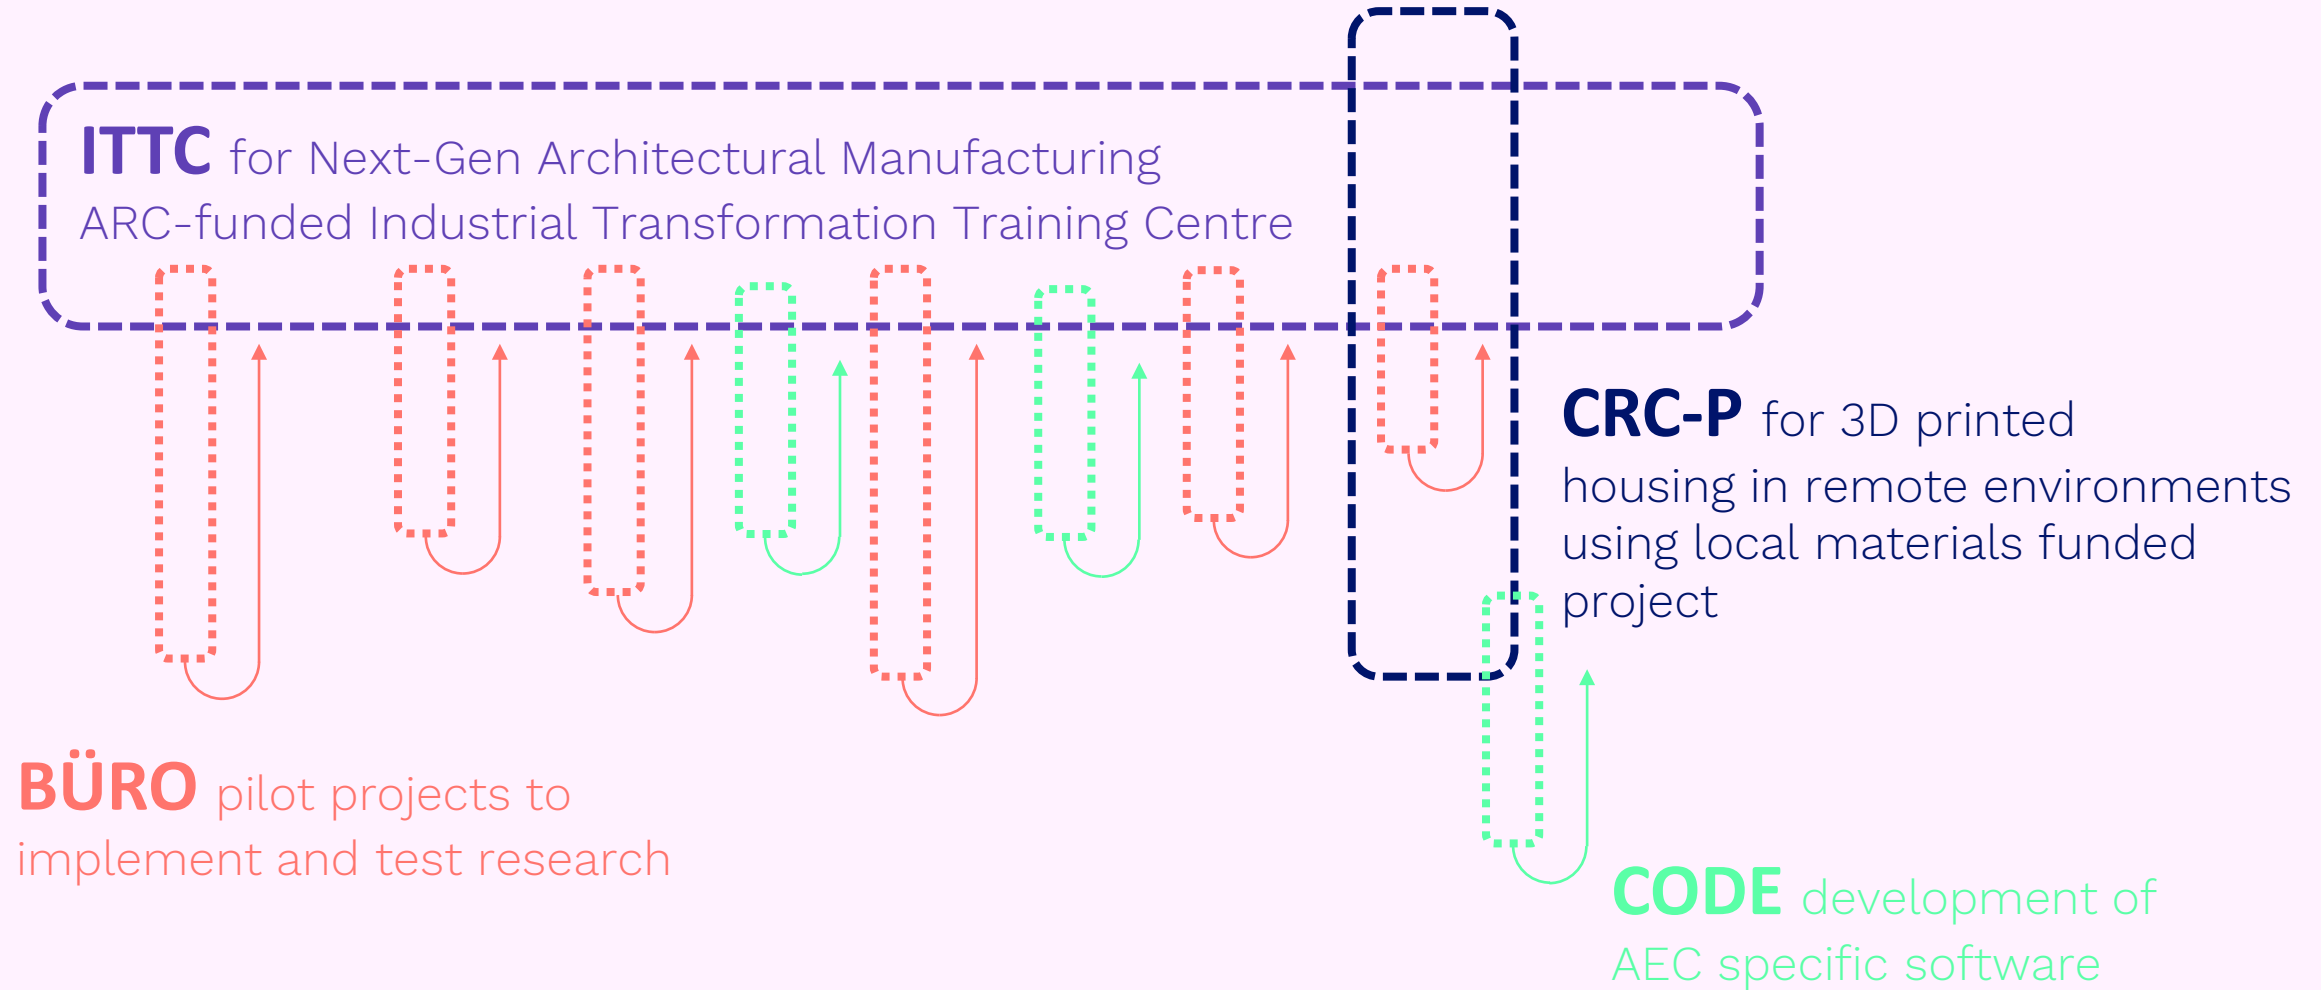 ITTC for Next-Gen Architectural Manufacturing
ARC-funded Industrial Transformation Training Centre
CRC-P for 3D printed
housing in remote environments
using local materials funded
project
BÜRO pilot projects to
implement and test research
CODE development of
AEC specific software